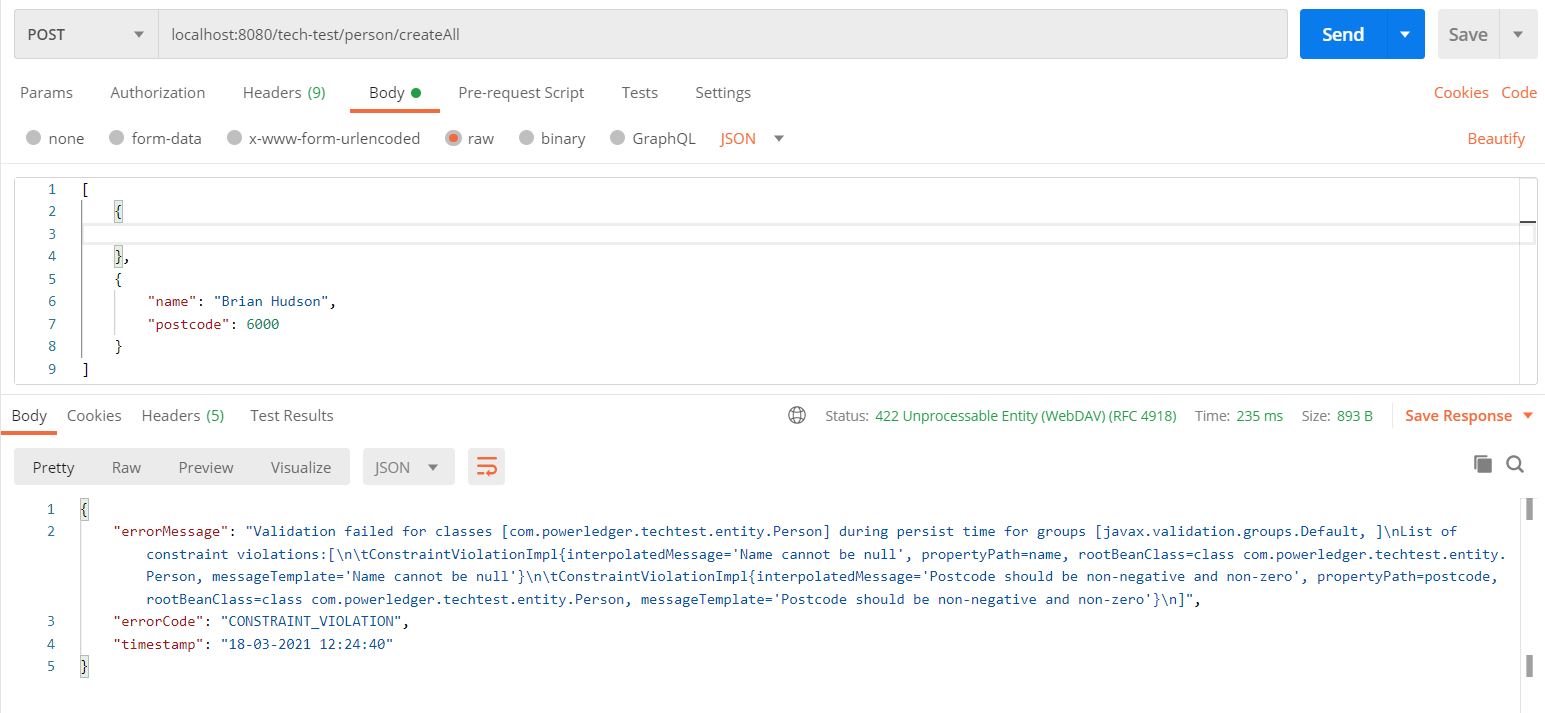 POST localhost:8080/tech-test/person/createAll Send Save
Params Authorization Headers (9) Body Pre-request Script Tests Settings Cookies Code
none form-data x-www-form-urlencoded raw binary GraphQL JSON Beautify
1 [
2 {
3
4 },
5 {
6 "name": "Brian Hudson",
7 "postcode": 6000
8 }
9 ]
Body Cookies Headers (5) Test Results Status: 422 Unprocessable Entity (WebDAV) (RFC 4918) Time: 235 ms Size: 893 B Save Response
Pretty Raw Preview Visualize JSON
1 {
2 "errorMessage": "Validation failed for classes [com.powerledger.techtest.entity.Person] during persist time for groups [javax.validation.groups.Default, ]\nList of
constraint violations:[\n\tConstraintViolationImpl{interpolatedMessage='Name cannot be null', propertyPath=name, rootBeanClass=class com.powerledger.techtest.entity.
Person, messageTemplate='Name cannot be null'}\n\tConstraintViolationImpl{interpolatedMessage='Postcode should be non-negative and non-zero', propertyPath=postcode,
rootBeanClass=class com.powerledger.techtest.entity.Person, messageTemplate='Postcode should be non-negative and non-zero'}\n]",
3 "errorCode": "CONSTRAINT_VIOLATION",
4 "timestamp": "18-03-2021 12:24:40"
5 }